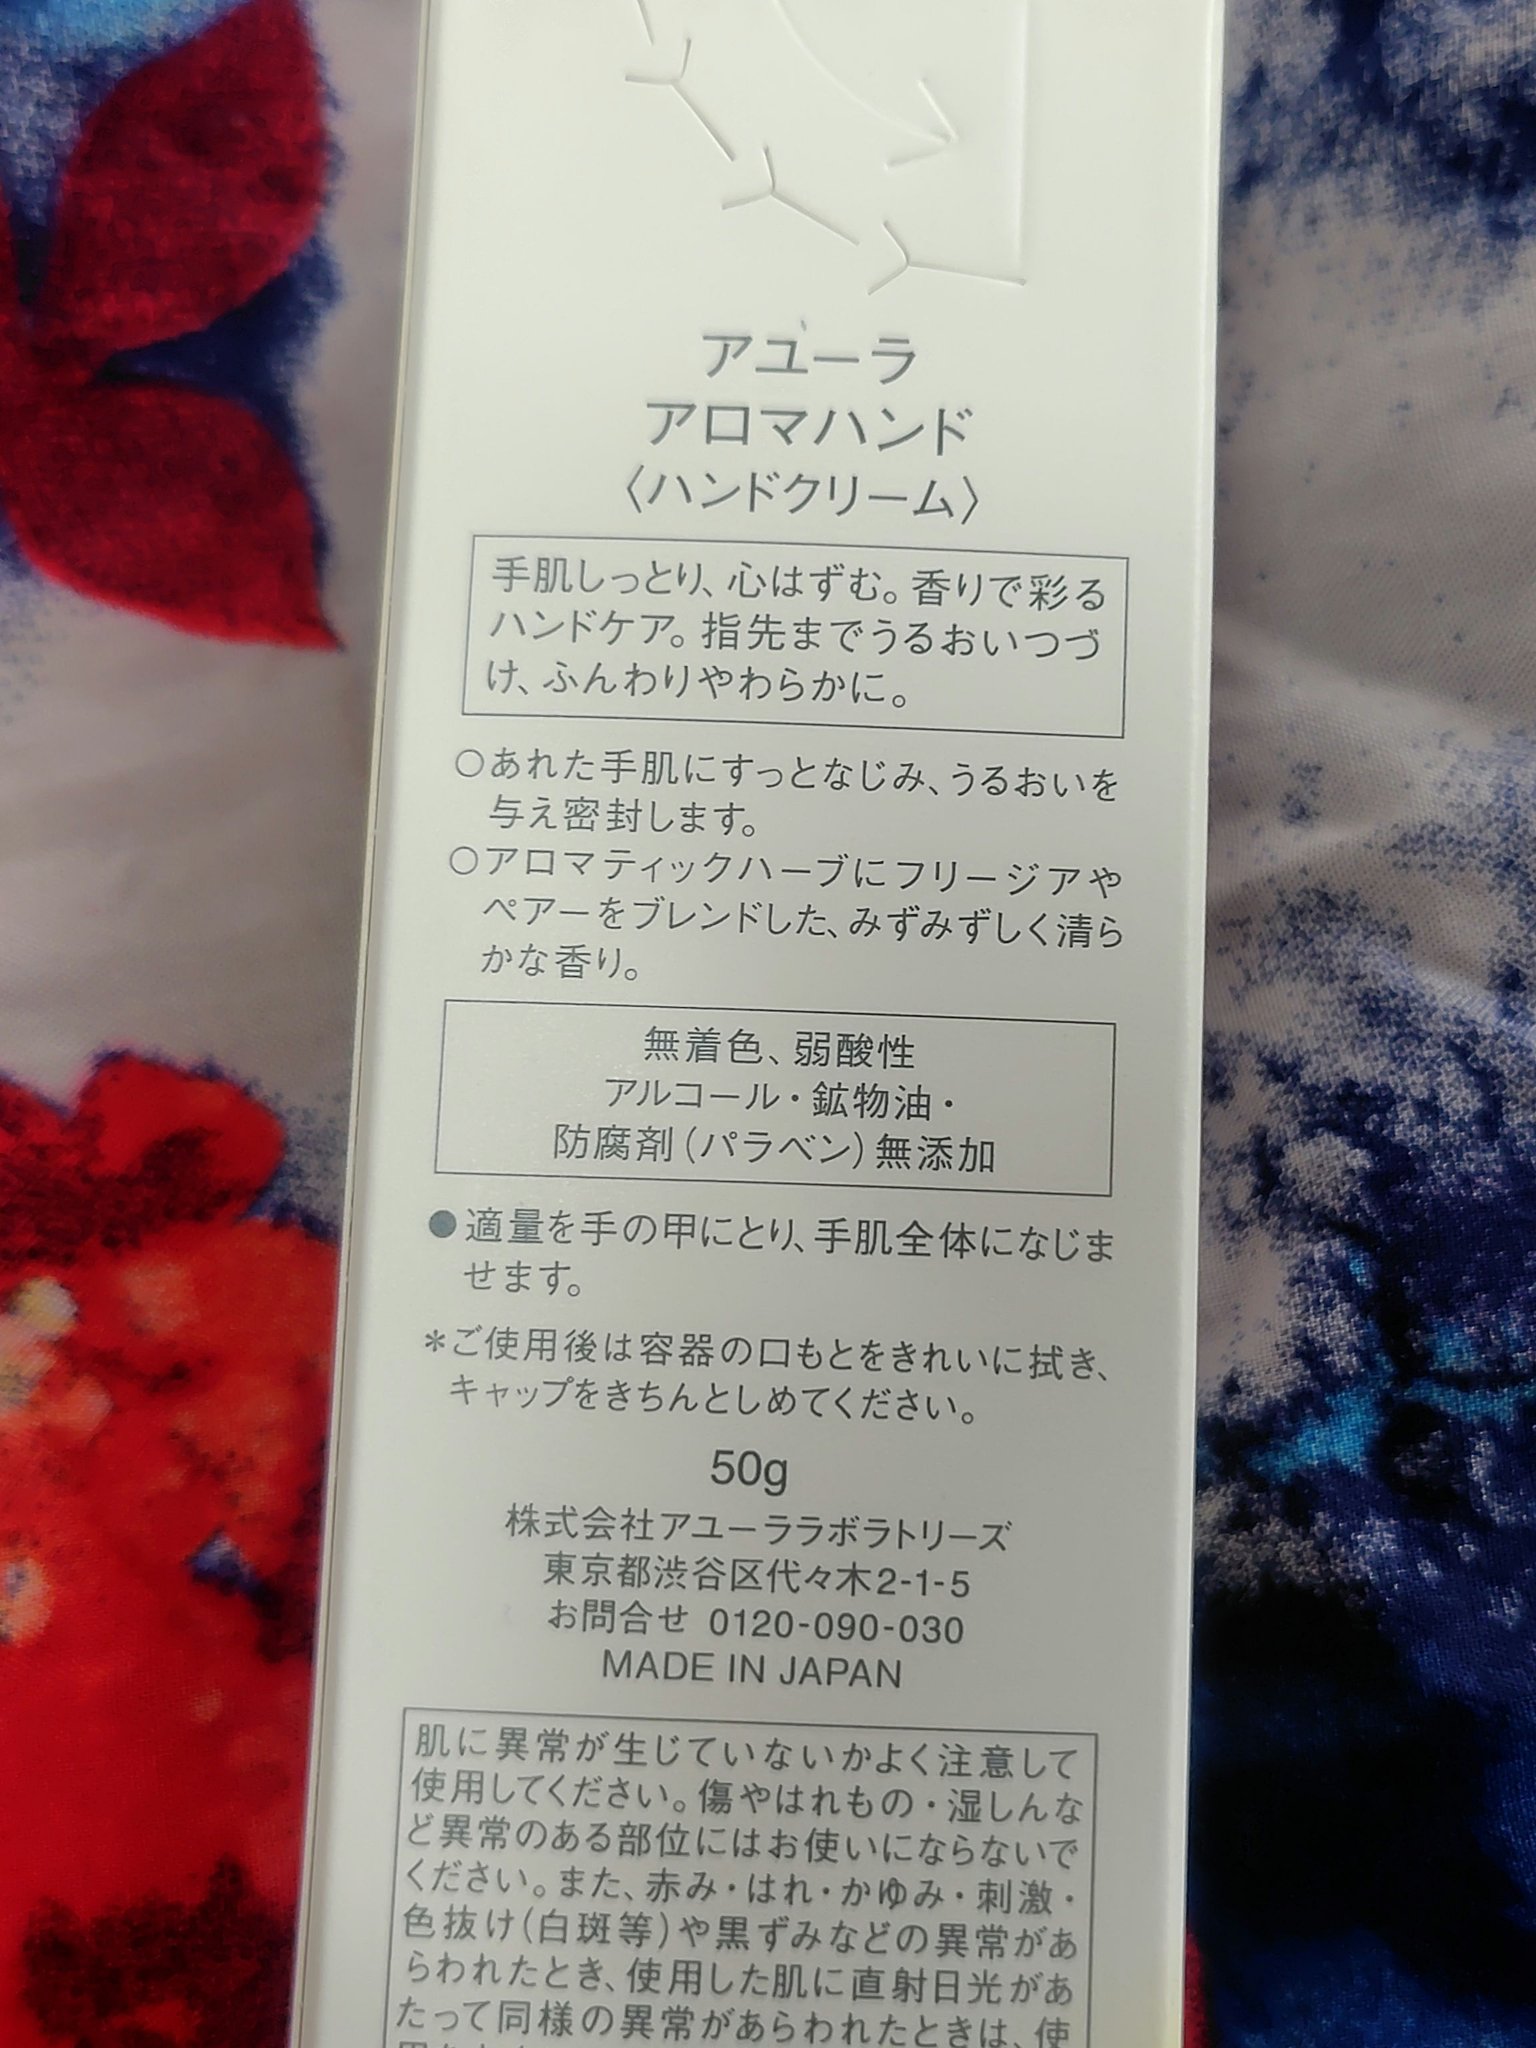 アユーラ
アロマハンド
〈ハンドクリーム〉
手肌しっとり、心はずむ。香りで彩る
ハンドケア。指先までうるおいつづ
け、ふんわりやわらかに。
○あれた手肌にすっとなじみ、うるおいを
与え密封します。
○アロマティックハーブにフリージアや
ペアーをブレンドした、みずみずしく清ら
かな香り。
無着色、弱酸性
アルコール・鉱物油・
防腐剤(パラベン)無添加
●適量を手の甲にとり、手肌全体になじま
せます。
＊ご使用後は容器の口もとをきれいに拭き、
キャップをきちんとしめてください。
50g
株式会社アユーララボラトリーズ
東京都渋谷区代々木2-1-5
お問合せ 0120-090-030
MADE IN JAPAN
肌に異常が生じていないかよく注意して
使用してください。傷やはれもの・湿しんな
ど異常のある部位にはお使いにならないで
ください。また、赤み・はれ・かゆみ・刺激・
色抜け(白斑等)や黒ずみなどの異常があ
らわれたとき、使用した肌に直射日光があ
たって同様の異常があらわれたときは、使